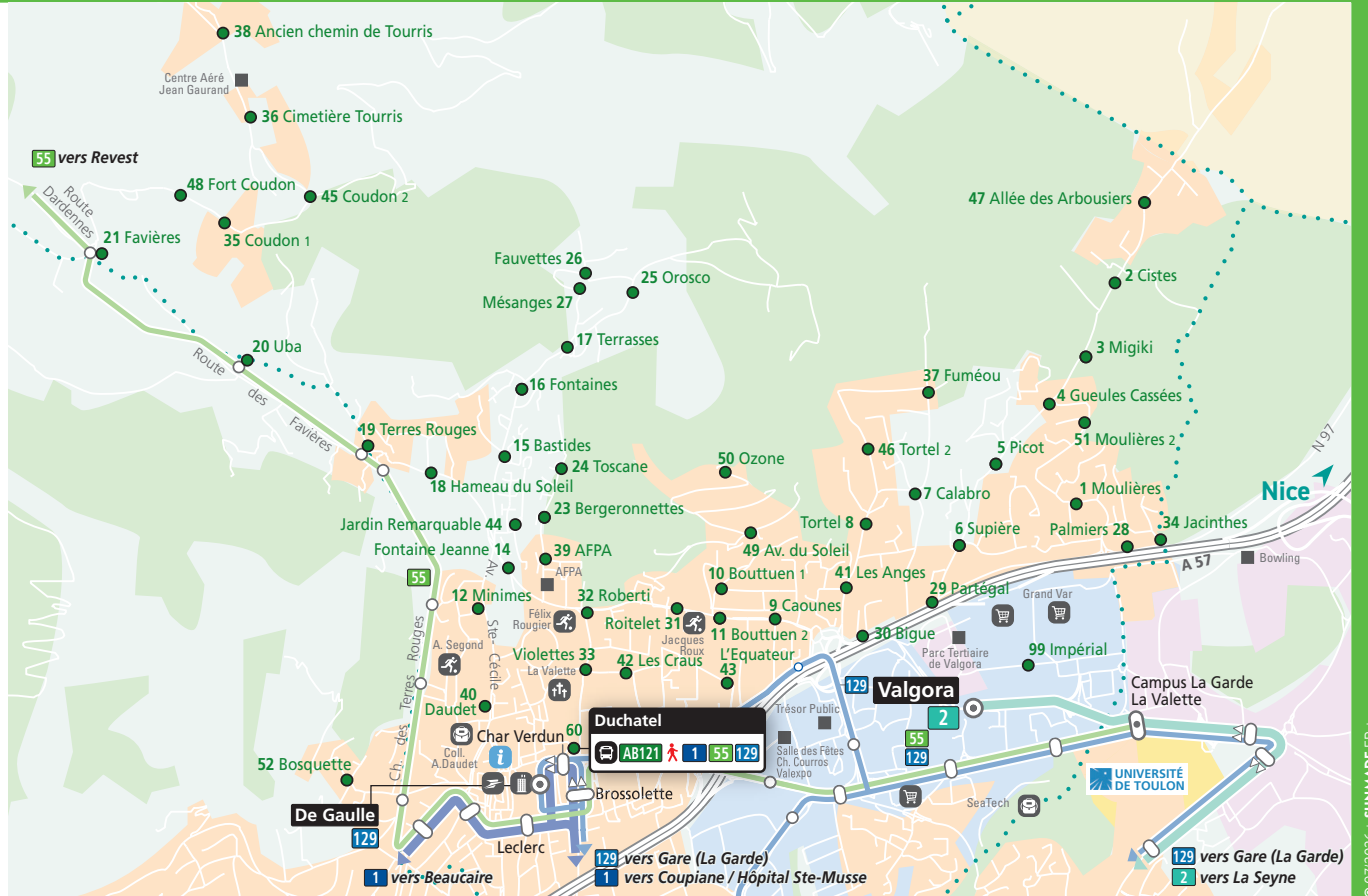 38 Ancien chemin de Tourris
Centre Aéré
Jean Gaurand
36 Cimetière Tourris
55 vers Revest
Route
Dardennes
48 Fort Coudon
45 Coudon 2
35 Coudon 1
21 Favières
47 Allée des Arbousiers
Fauvettes 26
25 Orosco
Mésanges 27
2 Cistes
17 Terrasses
20 Uba
3 Migiki
Route
des
Favières
16 Fontaines
37 Fuméou
4 Gueules Cassées
19 Terres Rouges
15 Bastides
51 Moulières 2
N 97
24 Toscane
50 Ozone
46 Tortel 2
5 Picot
18 Hameau du Soleil
7 Calabro
1 Moulières
Nice
23 Bergeronnettes
Jardin Remarquable 44
Tortel 8
6 Supière
Palmiers 28
34 Jacinthes
Fontaine Jeanne 14
39 AFPA
49 Av. du Soleil
A 57
Bowling
AFPA
Av.
Ste-
Cécile
55
10 Bouttuen 1
41 Les Anges
12 Minimes
32 Roberti
9 Caounes
29 Partégal
Grand Var
Félix
Rougier
Roitelet 31
Jacques
Roux
11 Bouttuen 2
30 Bigue
Parc Tertiaire
de Valgora
A. Segond
Violettes 33
La Valette
42 Les Craus
L'Equateur
43
99 Impérial
Ch. des Terres Rouges
40
Daudet
129
Valgora
2
55
129
Campus La Garde
La Valette
Trésor Public
Char Verdun
60
Duchatel
AB121 1 55 129
Coll.
A.Daudet
Salle des Fêtes
Ch. Courros
Valexpo
52 Bosquette
Brossolette
UNIVERSITÉ
DE TOULON
SeaTech
De Gaulle
129
Leclerc
1 vers Beaucaire
129 vers Gare (La Garde)
1 vers Coupiane / Hôpital Ste-Musse
129 vers Gare (La Garde)
2 vers La Seyne